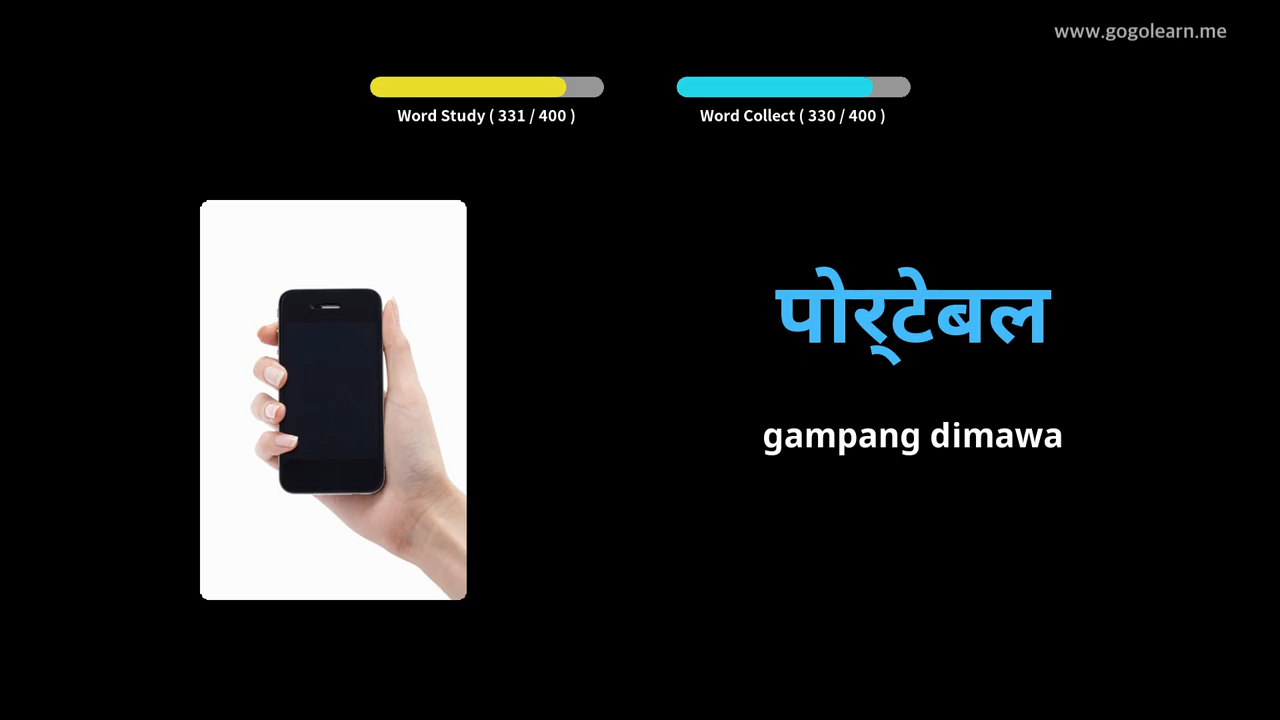 www.gogolearn.me
Word Study ( 331 / 400 )
Word Collect ( 330 / 400 )
पोर्‌टेबल
gampang dimawa